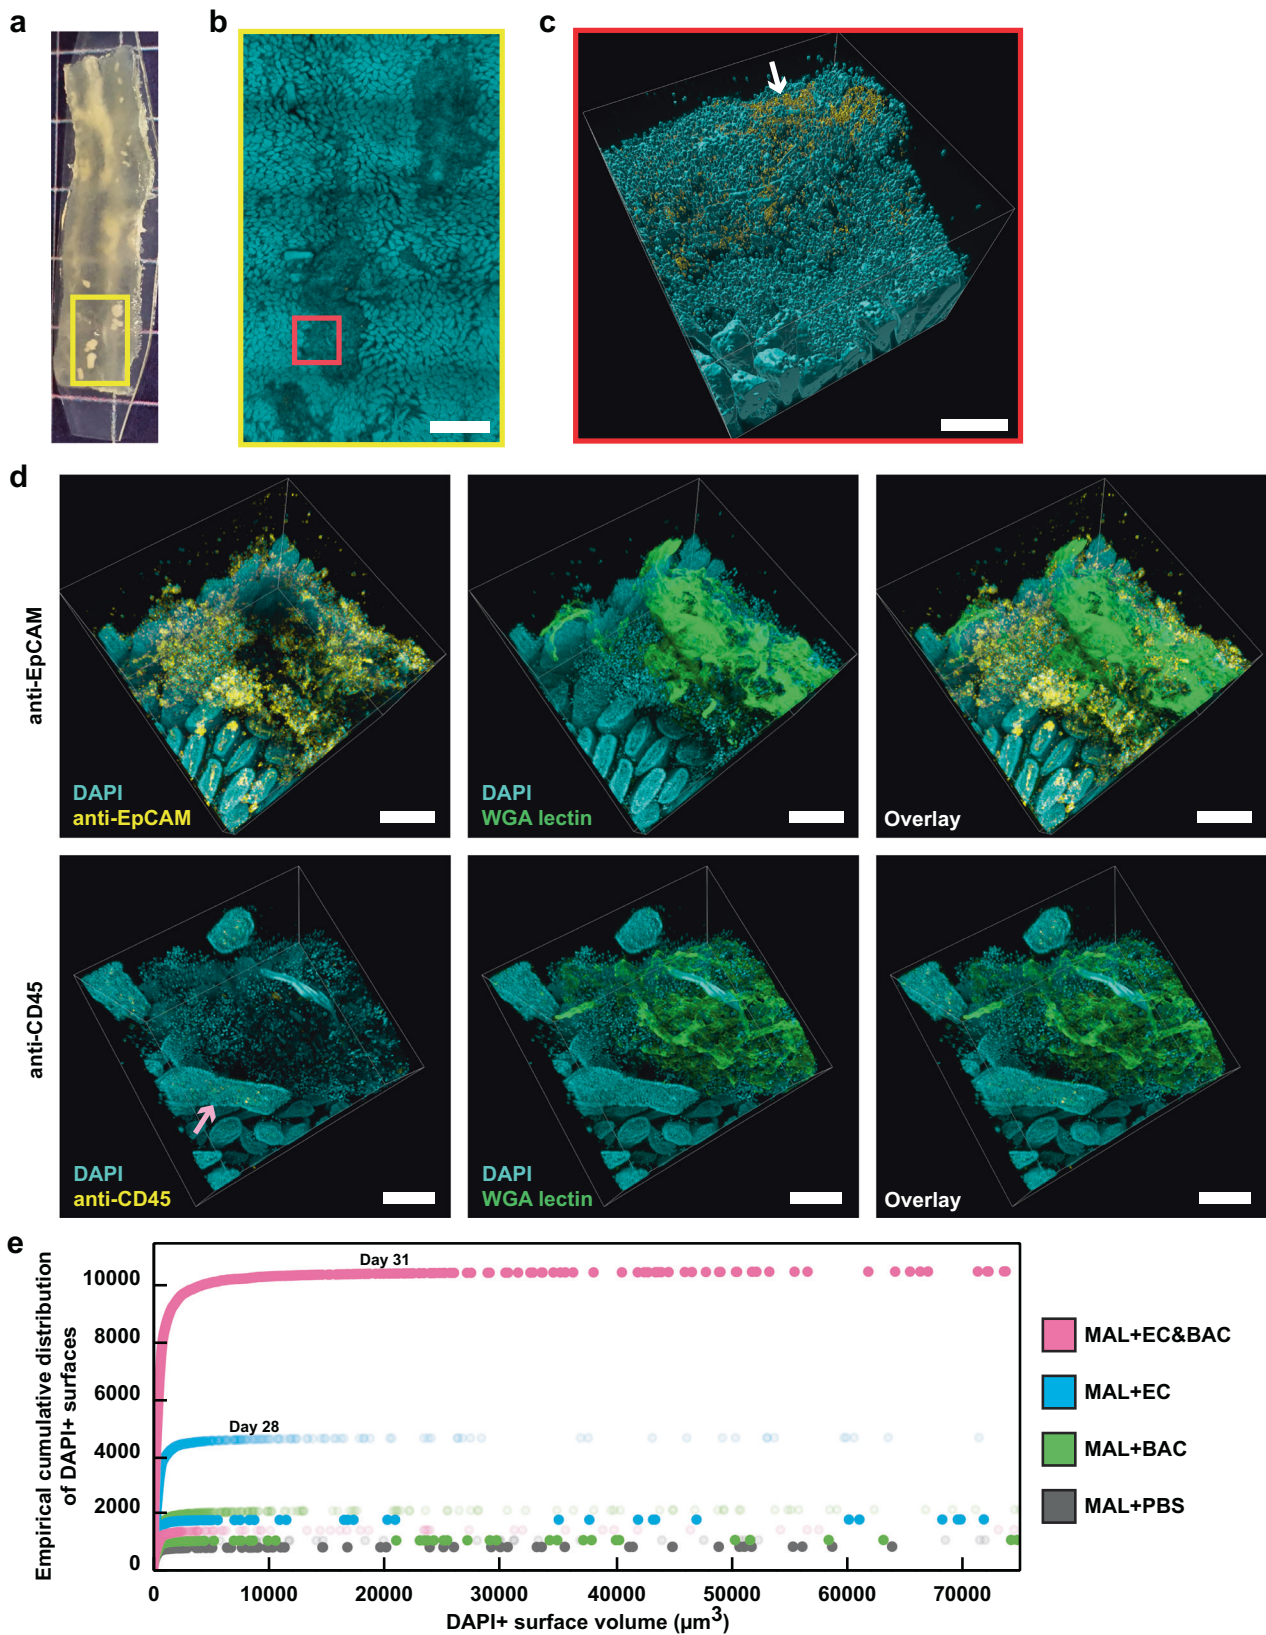 a
b
c
d
anti-EpCAM
DAPI
anti-EpCAM
DAPI
WGA lectin
Overlay
anti-CD45
DAPI
anti-CD45
DAPI
WGA lectin
Overlay
e
Empirical cumulative distribution
of DAPI+ surfaces
10000
8000
6000
4000
2000
0
Day 31
Day 28
0
10000
20000
30000
40000
50000
60000
70000
DAPI+ surface volume (µm³)
MAL+EC&BAC
MAL+EC
MAL+BAC
MAL+PBS